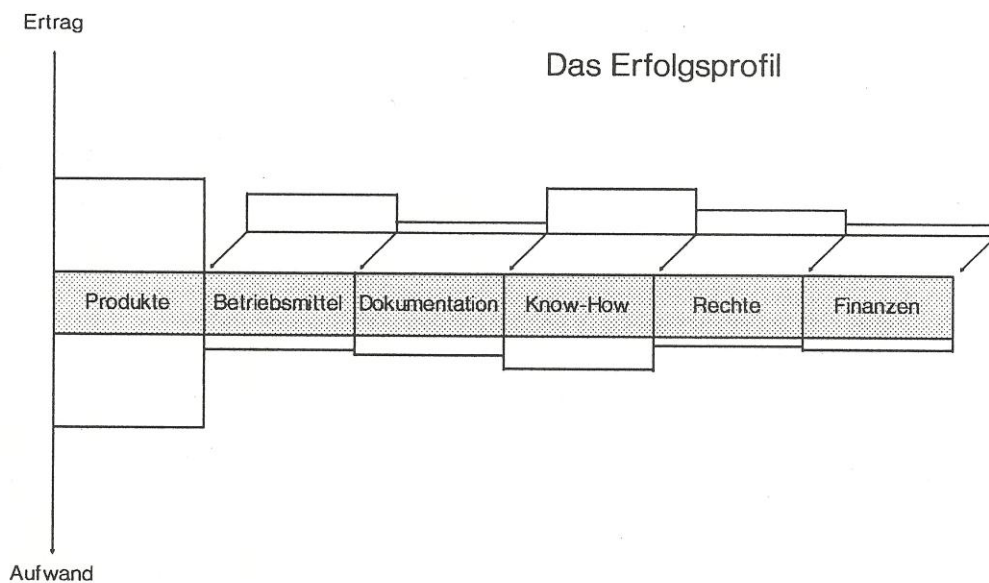 Ertrag
Das Erfolgsprofil
Produkte
Betriebsmittel
Dokumentation
Know-How
Rechte
Finanzen
Aufwand